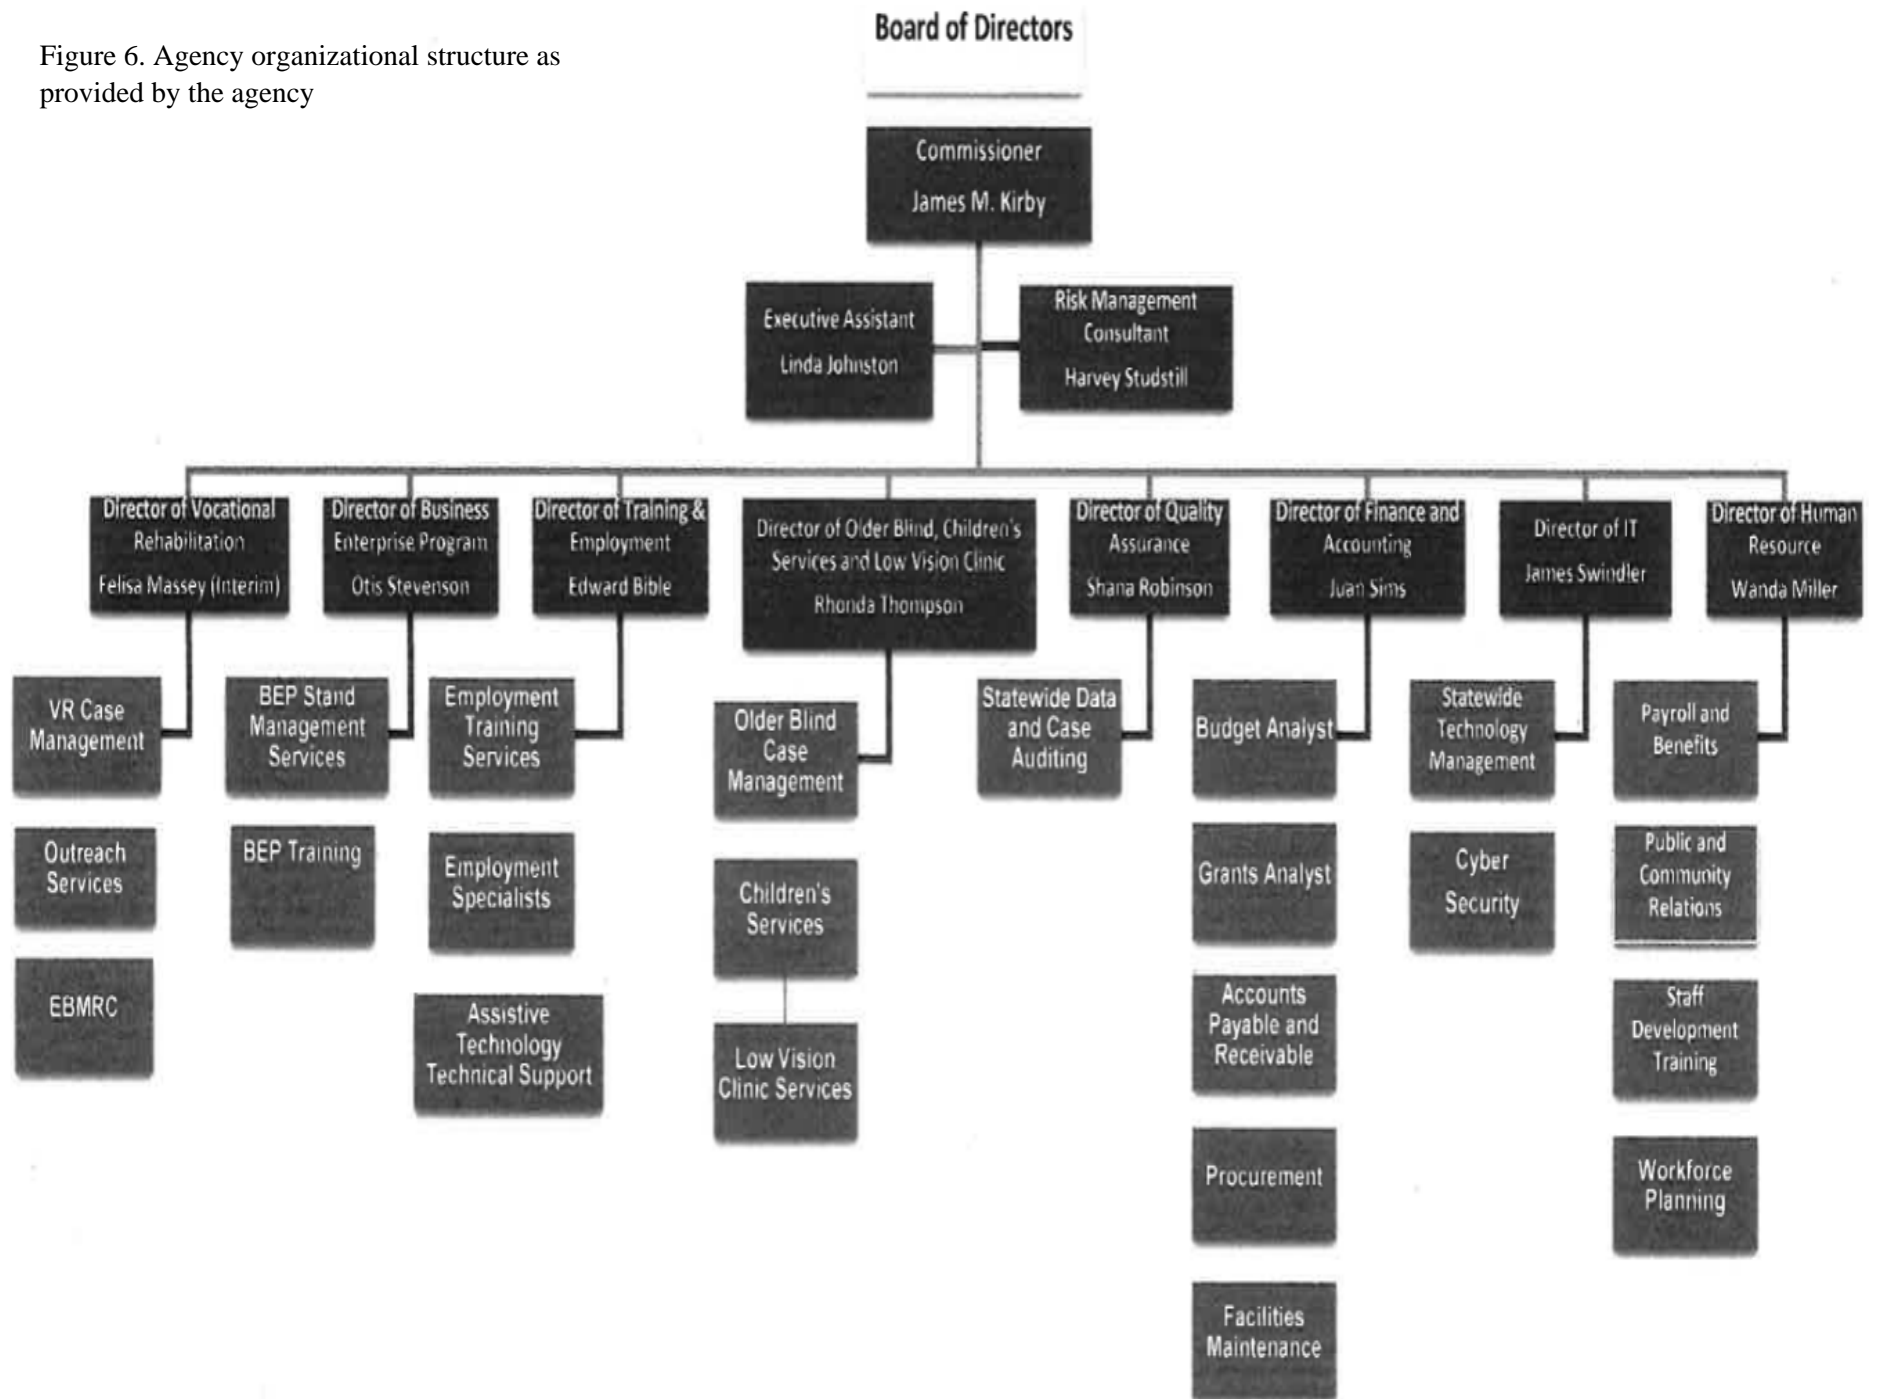 Figure 6. Agency organizational structure as
provided by the agency
Board of Directors
Commissioner
James M. Kirby
Executive Assistant
Linda Johnston
Risk Management
Consultant
Harvey Studstill
Director of Vocational
Rehabilitation
Felisa Massey (Interim)
Director of Business
Enterprise Program
Otis Stevenson
Director of Training &
Employment
Edward Bible
Director of Older Blind, Children's
Services and Low Vision Clinic
Rhonda Thompson
Director of Quality
Assurance
Shana Robinson
Director of Finance and
Accounting
Juan Sims
Director of IT
James Swindler
Director of Human
Resource
Wanda Miller
VR Case
Management
Outreach
Services
EBMRC
BEP Stand
Management
Services
BEP Training
Employment
Training
Services
Employment
Specialists
Assistive
Technology
Technical Support
Older Blind
Case
Management
Children's
Services
Low Vision
Clinic Services
Statewide Data
and Case
Auditing
Budget Analyst
Grants Analyst
Accounts
Payable and
Receivable
Procurement
Facilities
Maintenance
Statewide
Technology
Management
Cyber
Security
Payroll and
Benefits
Public and
Community
Relations
Staff
Development
Training
Workforce
Planning